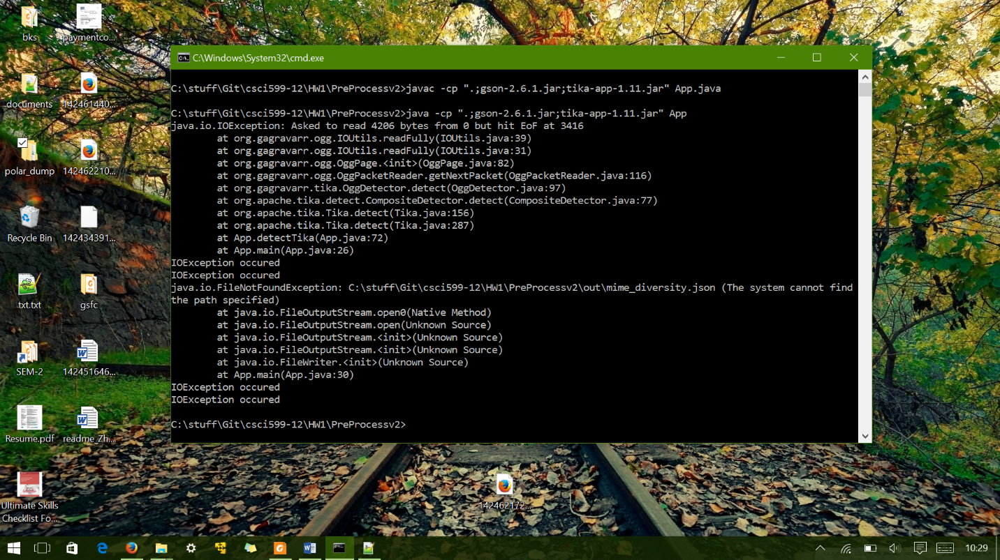 bks
paymentco...
documents
142461440...
polar_dump
142462210...
Recycle Bin
142434391...
.txt.txt
gsfc
SEM-2
142451646...
Resume.pdf
readme_Zh...
Ultimate Skills
Checklist Fo...
C:\Windows\System32\cmd.exe
C:\stuff\Git\csci599-12\HW1\PreProcessv2>javac -cp ".;gson-2.6.1.jar;tika-app-1.11.jar" App.java
C:\stuff\Git\csci599-12\HW1\PreProcessv2>java -cp ".;gson-2.6.1.jar;tika-app-1.11.jar" App
java.io.IOException: Asked to read 4206 bytes from 0 but hit EoF at 3416
at org.gagravarr.ogg.IOUtils.readFully(IOUtils.java:39)
at org.gagravarr.ogg.IOUtils.readFully(IOUtils.java:31)
at org.gagravarr.ogg.OggPage.<init>(OggPage.java:82)
at org.gagravarr.ogg.OggPacketReader.getNextPacket(OggPacketReader.java:116)
at org.gagravarr.tika.OggDetector.detect(OggDetector.java:97)
at org.apache.tika.detect.CompositeDetector.detect(CompositeDetector.java:77)
at org.apache.tika.Tika.detect(Tika.java:156)
at org.apache.tika.Tika.detect(Tika.java:287)
at App.detectTika(App.java:72)
at App.main(App.java:26)
IOException occured
IOException occured
java.io.FileNotFoundException: C:\stuff\Git\csci599-12\HW1\PreProcessv2\out\mime_diversity.json (The system cannot find
the path specified)
at java.io.FileOutputStream.open0(Native Method)
at java.io.FileOutputStream.open(Unknown Source)
at java.io.FileOutputStream.<init>(Unknown Source)
at java.io.FileOutputStream.<init>(Unknown Source)
at java.io.FileWriter.<init>(Unknown Source)
at App.main(App.java:30)
IOException occured
IOException occured
C:\stuff\Git\csci599-12\HW1\PreProcessv2>
142462172...
10:29